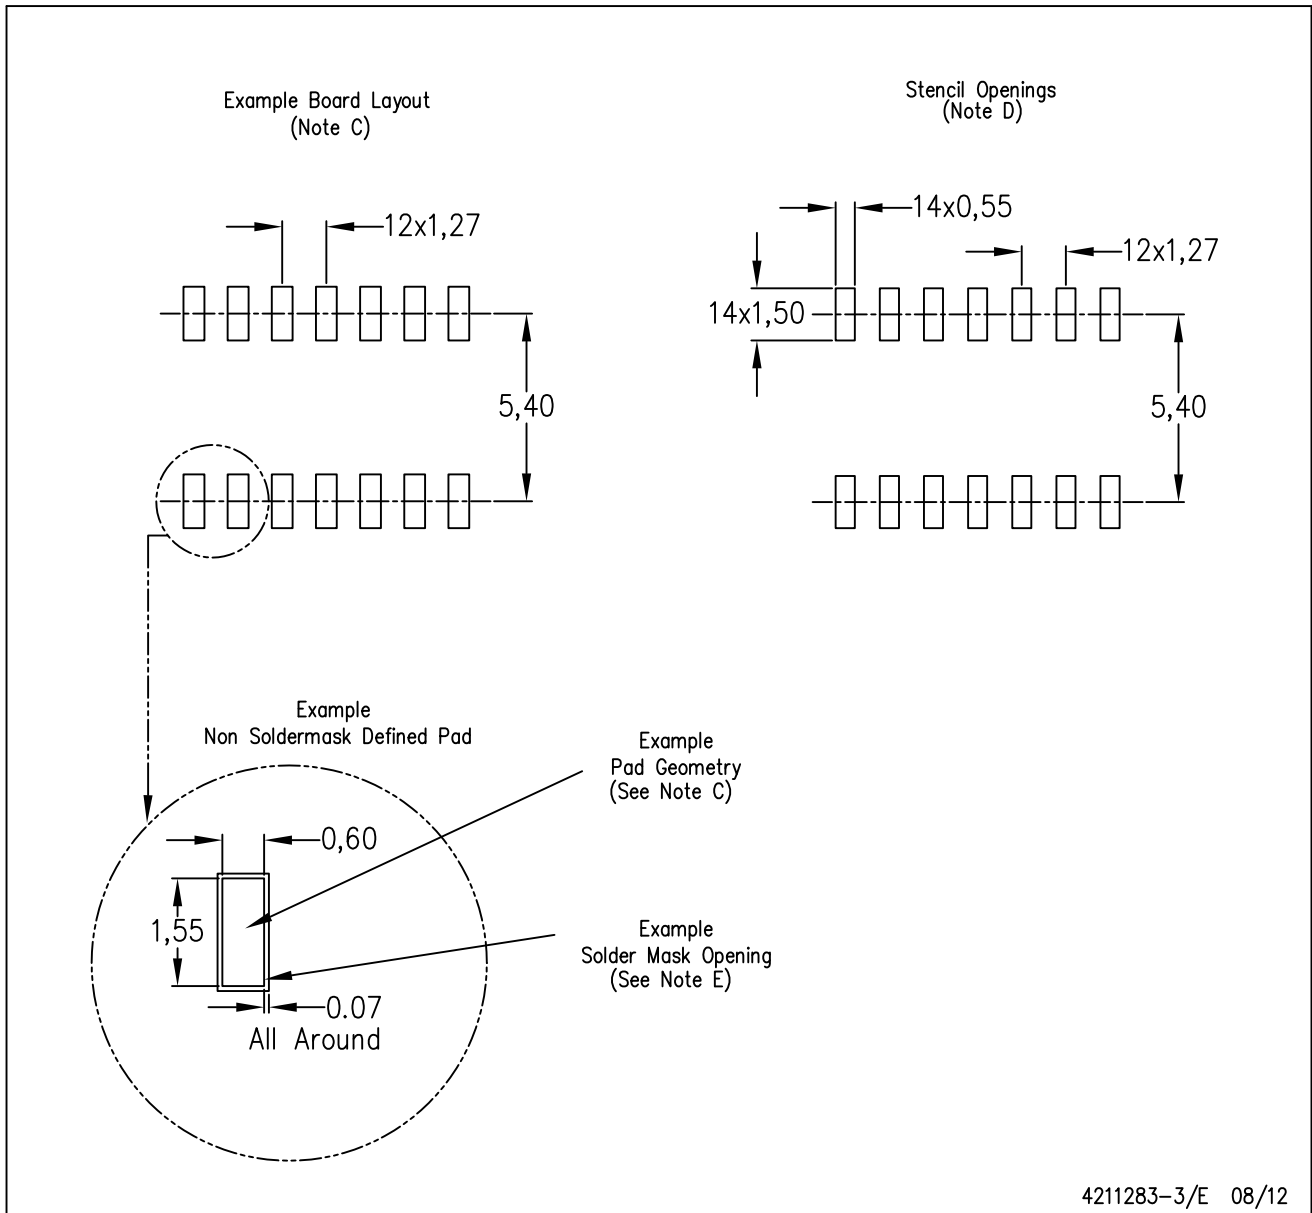 Example Board Layout
(Note C)
12x1,27
5,40
Stencil Openings
(Note D)
14x0,55
12x1,27
14x1,50
5,40
Example
Non Soldermask Defined Pad
Example
Pad Geometry
(See Note C)
0,60
1,55
Example
Solder Mask Opening
(See Note E)
0.07
All Around
4211283-3/E 08/12